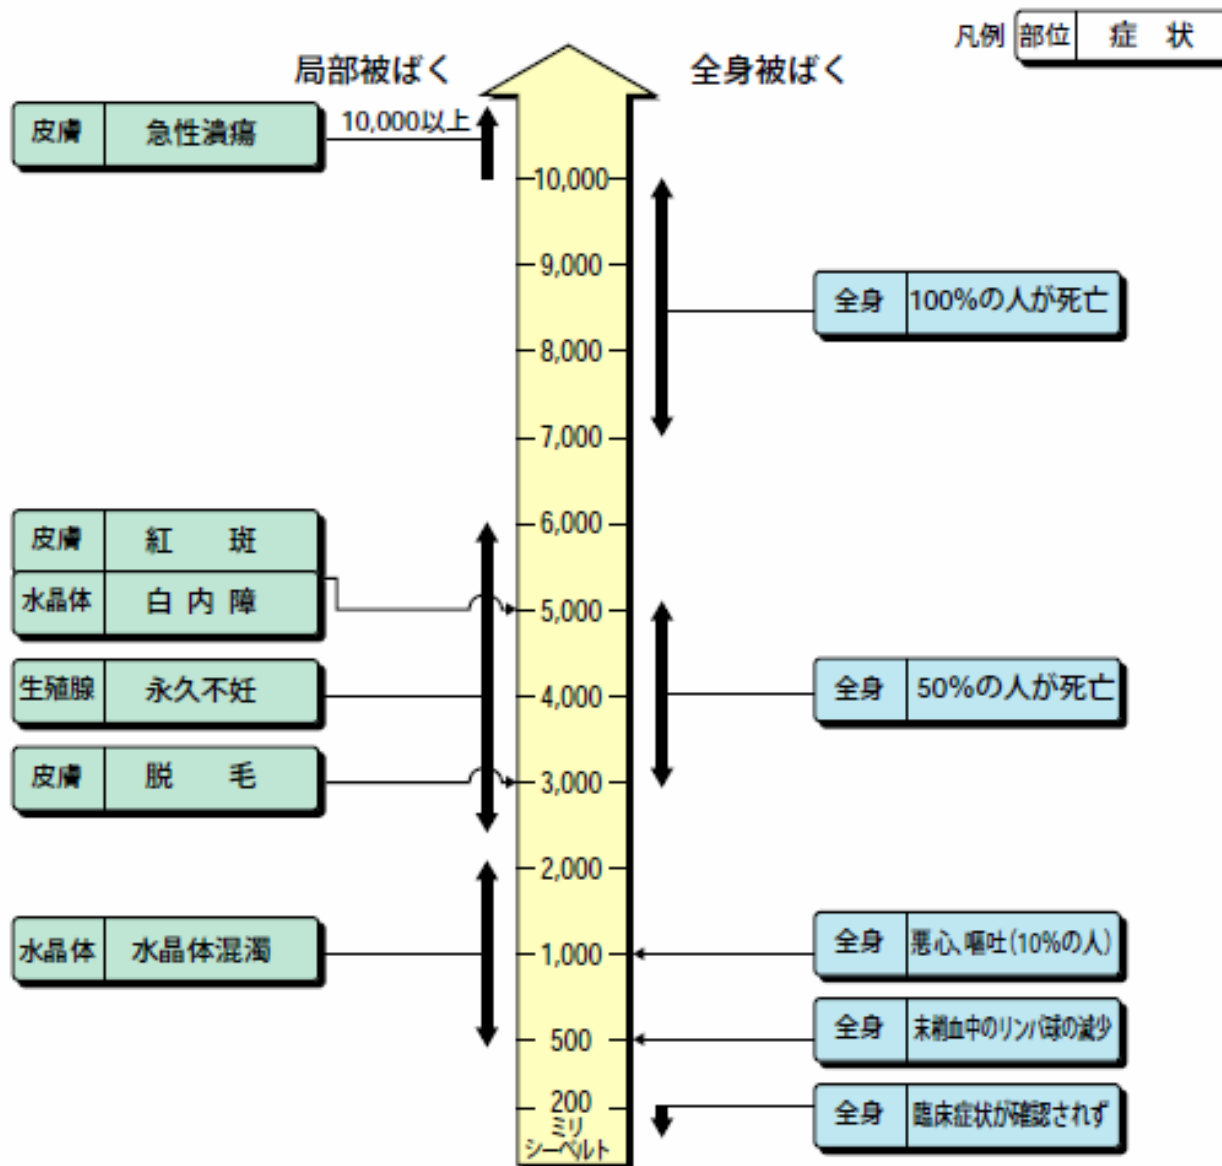 凡例 部位 症 状
局部被ばく
全身被ばく
皮膚 急性潰瘍
10,000以上
10,000
9,000
全身 100%の人が死亡
8,000
7,000
皮膚 紅 斑
6,000
水晶体 白 内 障
5,000
生殖腺 永久不妊
4,000
全身 50%の人が死亡
皮膚 脱 毛
3,000
2,000
水晶体 水晶体混濁
1,000
全身 悪心、嘔吐(10%の人)
500
全身 末梢血中のリンパ球の減少
200
ミリ
シーベルト
全身 臨床症状が確認されず